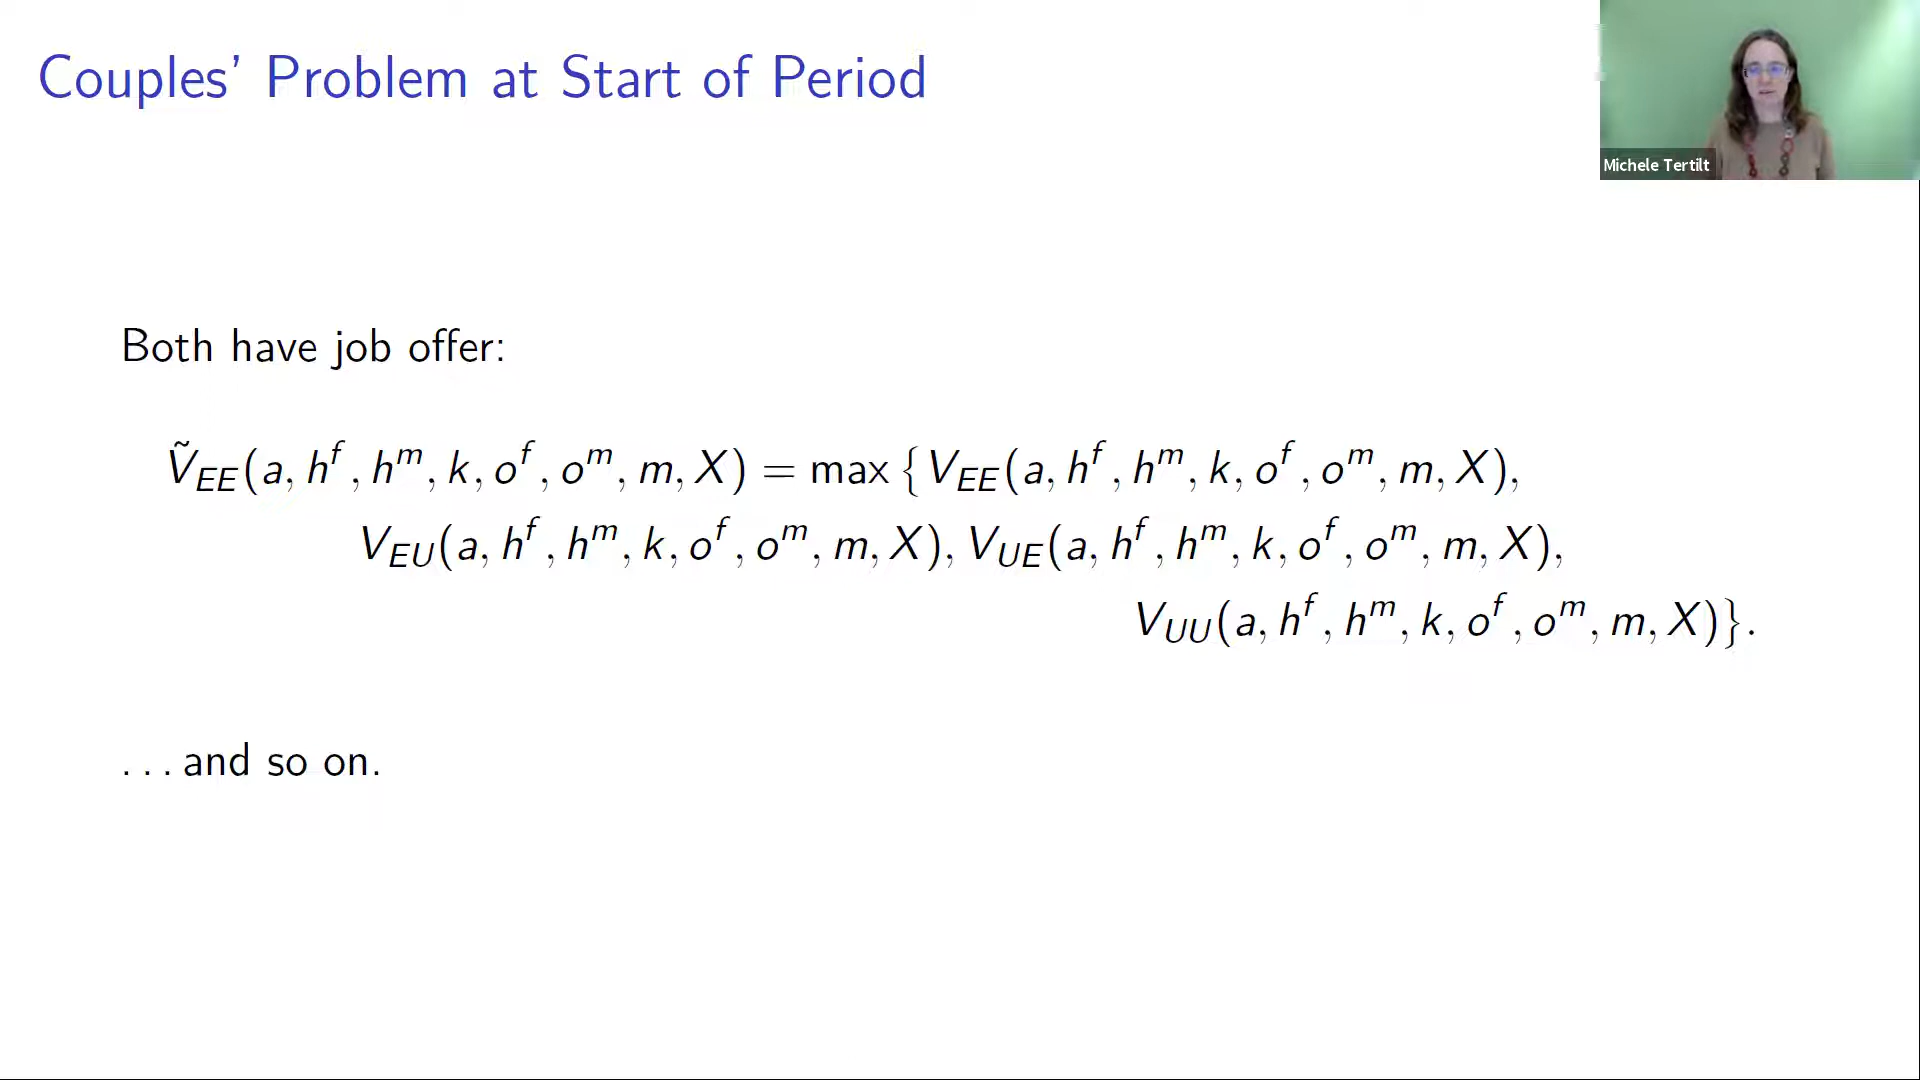 Couples' Problem at Start of Period
Michele Tertilt
Both have job offer:
Ṽ_EE(a, h^f, h^m, k, o^f, o^m, m, X) = max {V_EE(a, h^f, h^m, k, o^f, o^m, m, X),
V_EU(a, h^f, h^m, k, o^f, o^m, m, X), V_UE(a, h^f, h^m, k, o^f, o^m, m, X),
V_UU(a, h^f, h^m, k, o^f, o^m, m, X)}.
...and so on.